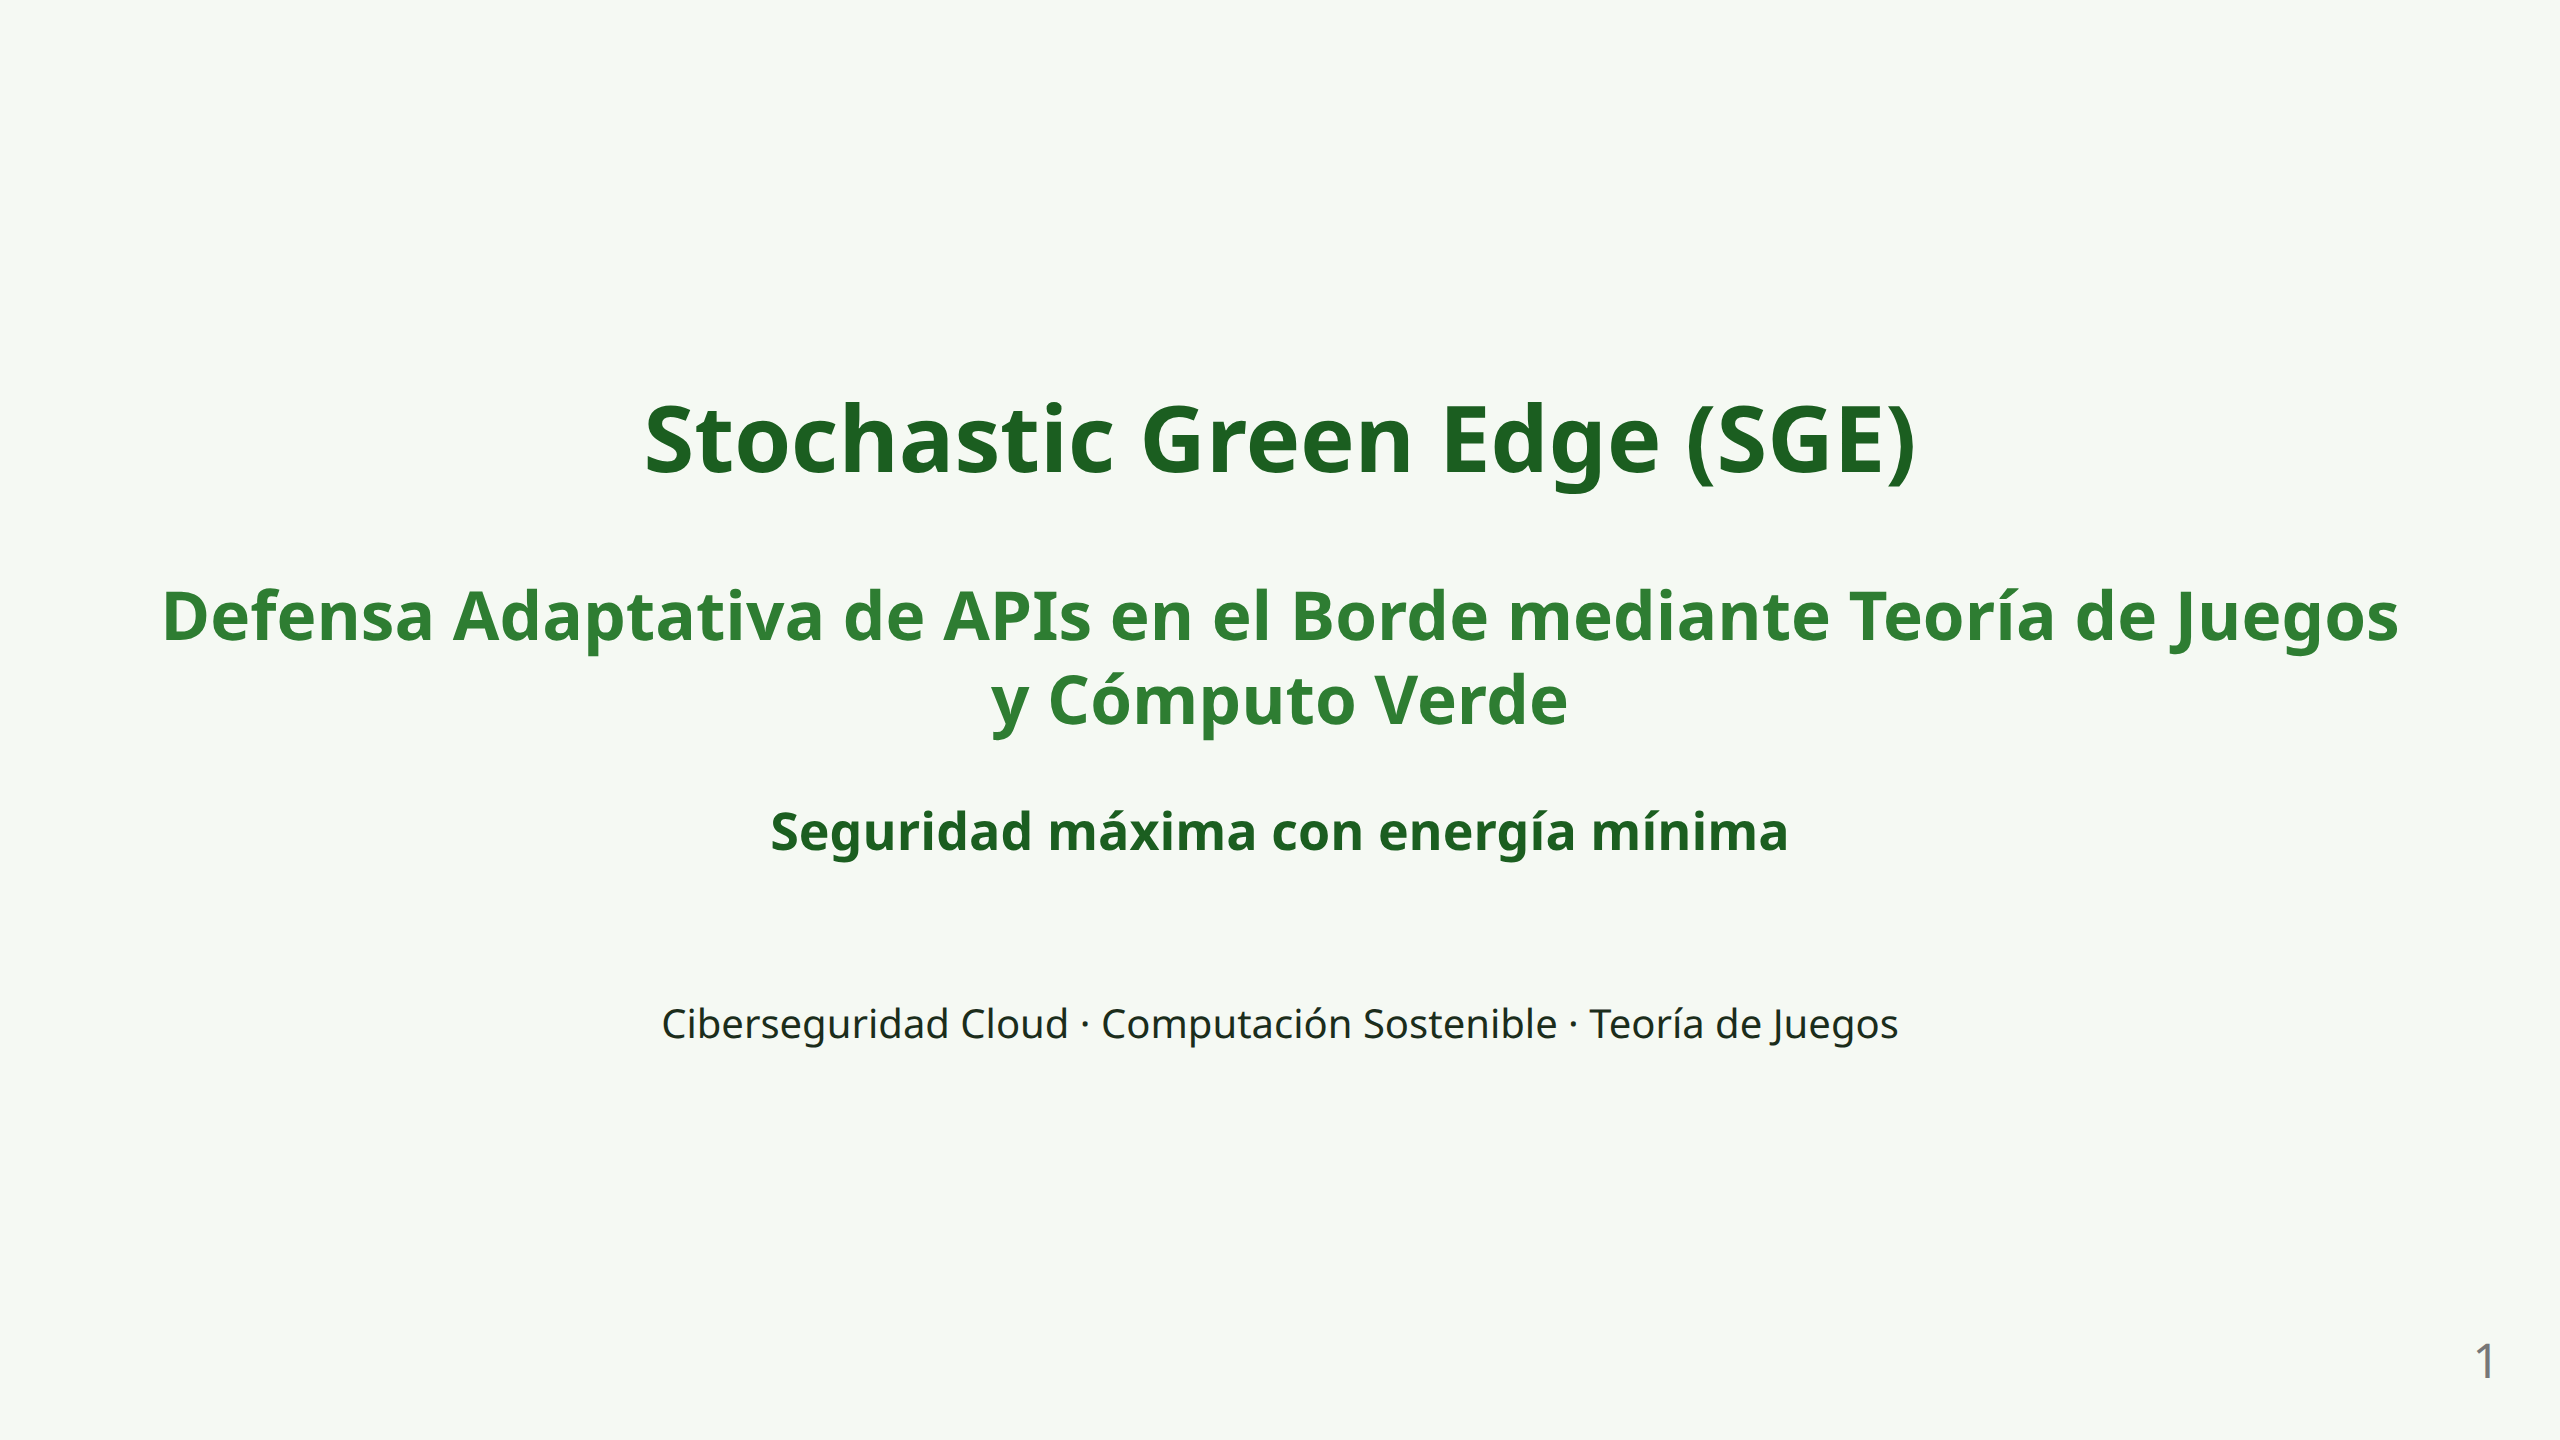 Stochastic Green Edge (SGE)
Defensa Adaptativa de APIs en el Borde mediante Teoría de Juegos
y Cómputo Verde
Seguridad máxima con energía mínima
Ciberseguridad Cloud · Computación Sostenible · Teoría de Juegos
1